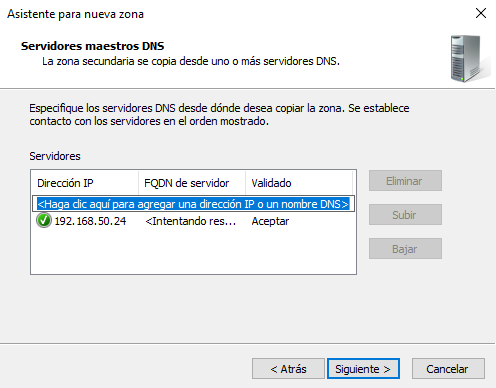 Asistente para nueva zona
Servidores maestros DNS
La zona secundaria se copia desde uno o más servidores DNS.
Especifique los servidores DNS desde dónde desea copiar la zona. Se establece
contacto con los servidores en el orden mostrado.
Servidores
Dirección IP FQDN de servidor Validado
<Haga clic aquí para agregar una dirección IP o un nombre DNS>
192.168.50.24 <Intentando res... Aceptar
Eliminar
Subir
Bajar
< Atrás Siguiente > Cancelar